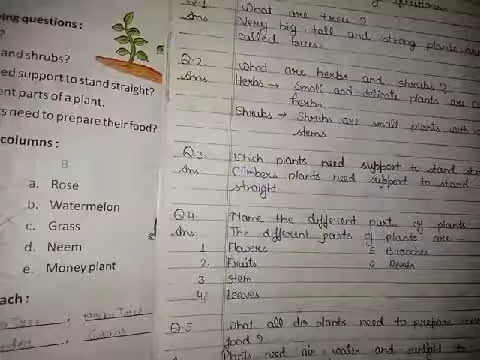 ving questions :
?
and shrubs?
ed support to stand straight?
ent parts of a plant.
s need to prepare their food?
columns :
B
a. Rose
b. Watermelon
c. Grass
d. Neem
e. Money plant
ach :
Q.1 What are trees ?
Ans Very big, tall and strong plants are
called trees.
Q.2 What are herbs and shrubs ?
Ans Herbs → Small and delicate plants are ca
herbs
Shrubs → Shrubs are small plants with
stems
Q.3 Which plants need support to stand str
Ans Climbers plants need support to stand
straight
Q.4 Name the different parts of plants
Ans The different parts of plants are -
1 Flowers 5 Branches
2. Fruits 6 Roots
3 Stem
4. Leaves
Q.5 What all do plants need to prepare
food ?
Plants need air, water and sunlight to